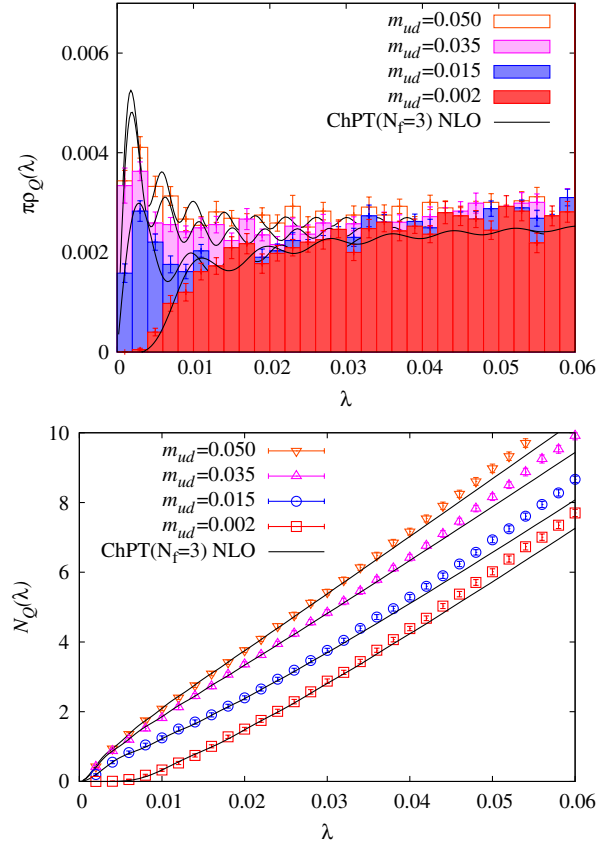 0.006
0.004
0.002
0
πρ_Q(λ)
m_ud=0.050
m_ud=0.035
m_ud=0.015
m_ud=0.002
ChPT(N_f=3) NLO
0 0.01 0.02 0.03 0.04 0.05 0.06
λ
10
8
6
4
2
0
N_Q(λ)
m_ud=0.050
m_ud=0.035
m_ud=0.015
m_ud=0.002
ChPT(N_f=3) NLO
0 0.01 0.02 0.03 0.04 0.05 0.06
λ